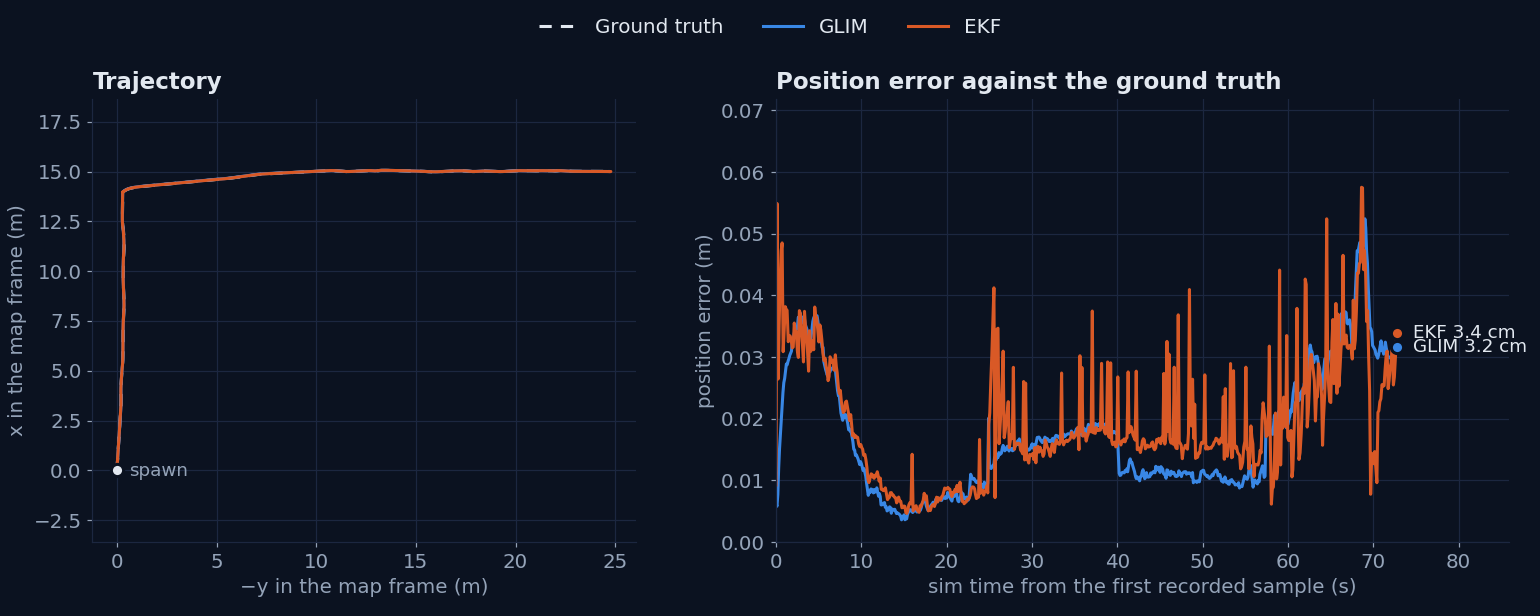 Ground truth
GLIM
EKF
Trajectory
17.5
15.0
12.5
10.0
7.5
5.0
2.5
0.0
−2.5
x in the map frame (m)
spawn
0
5
10
15
20
25
−y in the map frame (m)
Position error against the ground truth
0.07
0.06
0.05
0.04
0.03
0.02
0.01
0.00
position error (m)
EKF 3.4 cm
GLIM 3.2 cm
0
10
20
30
40
50
60
70
80
sim time from the first recorded sample (s)